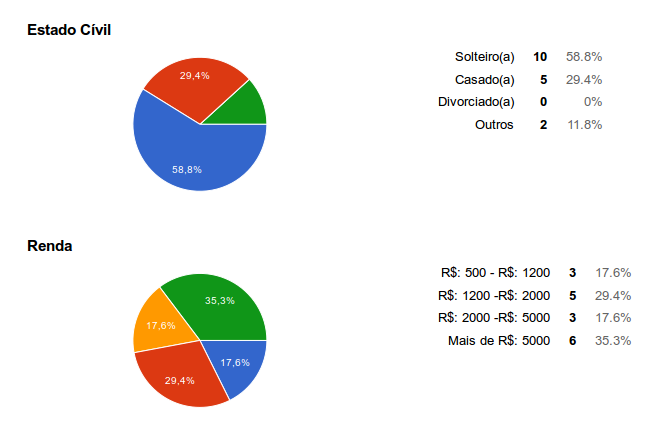 Estado Cívil
29,4%
58,8%
Solteiro(a) 10 58.8%
Casado(a) 5 29.4%
Divorciado(a) 0 0%
Outros 2 11.8%
Renda
35,3%
17,6%
17,6%
29,4%
R$: 500 - R$: 1200 3 17.6%
R$: 1200 -R$: 2000 5 29.4%
R$: 2000 -R$: 5000 3 17.6%
Mais de R$: 5000 6 35.3%